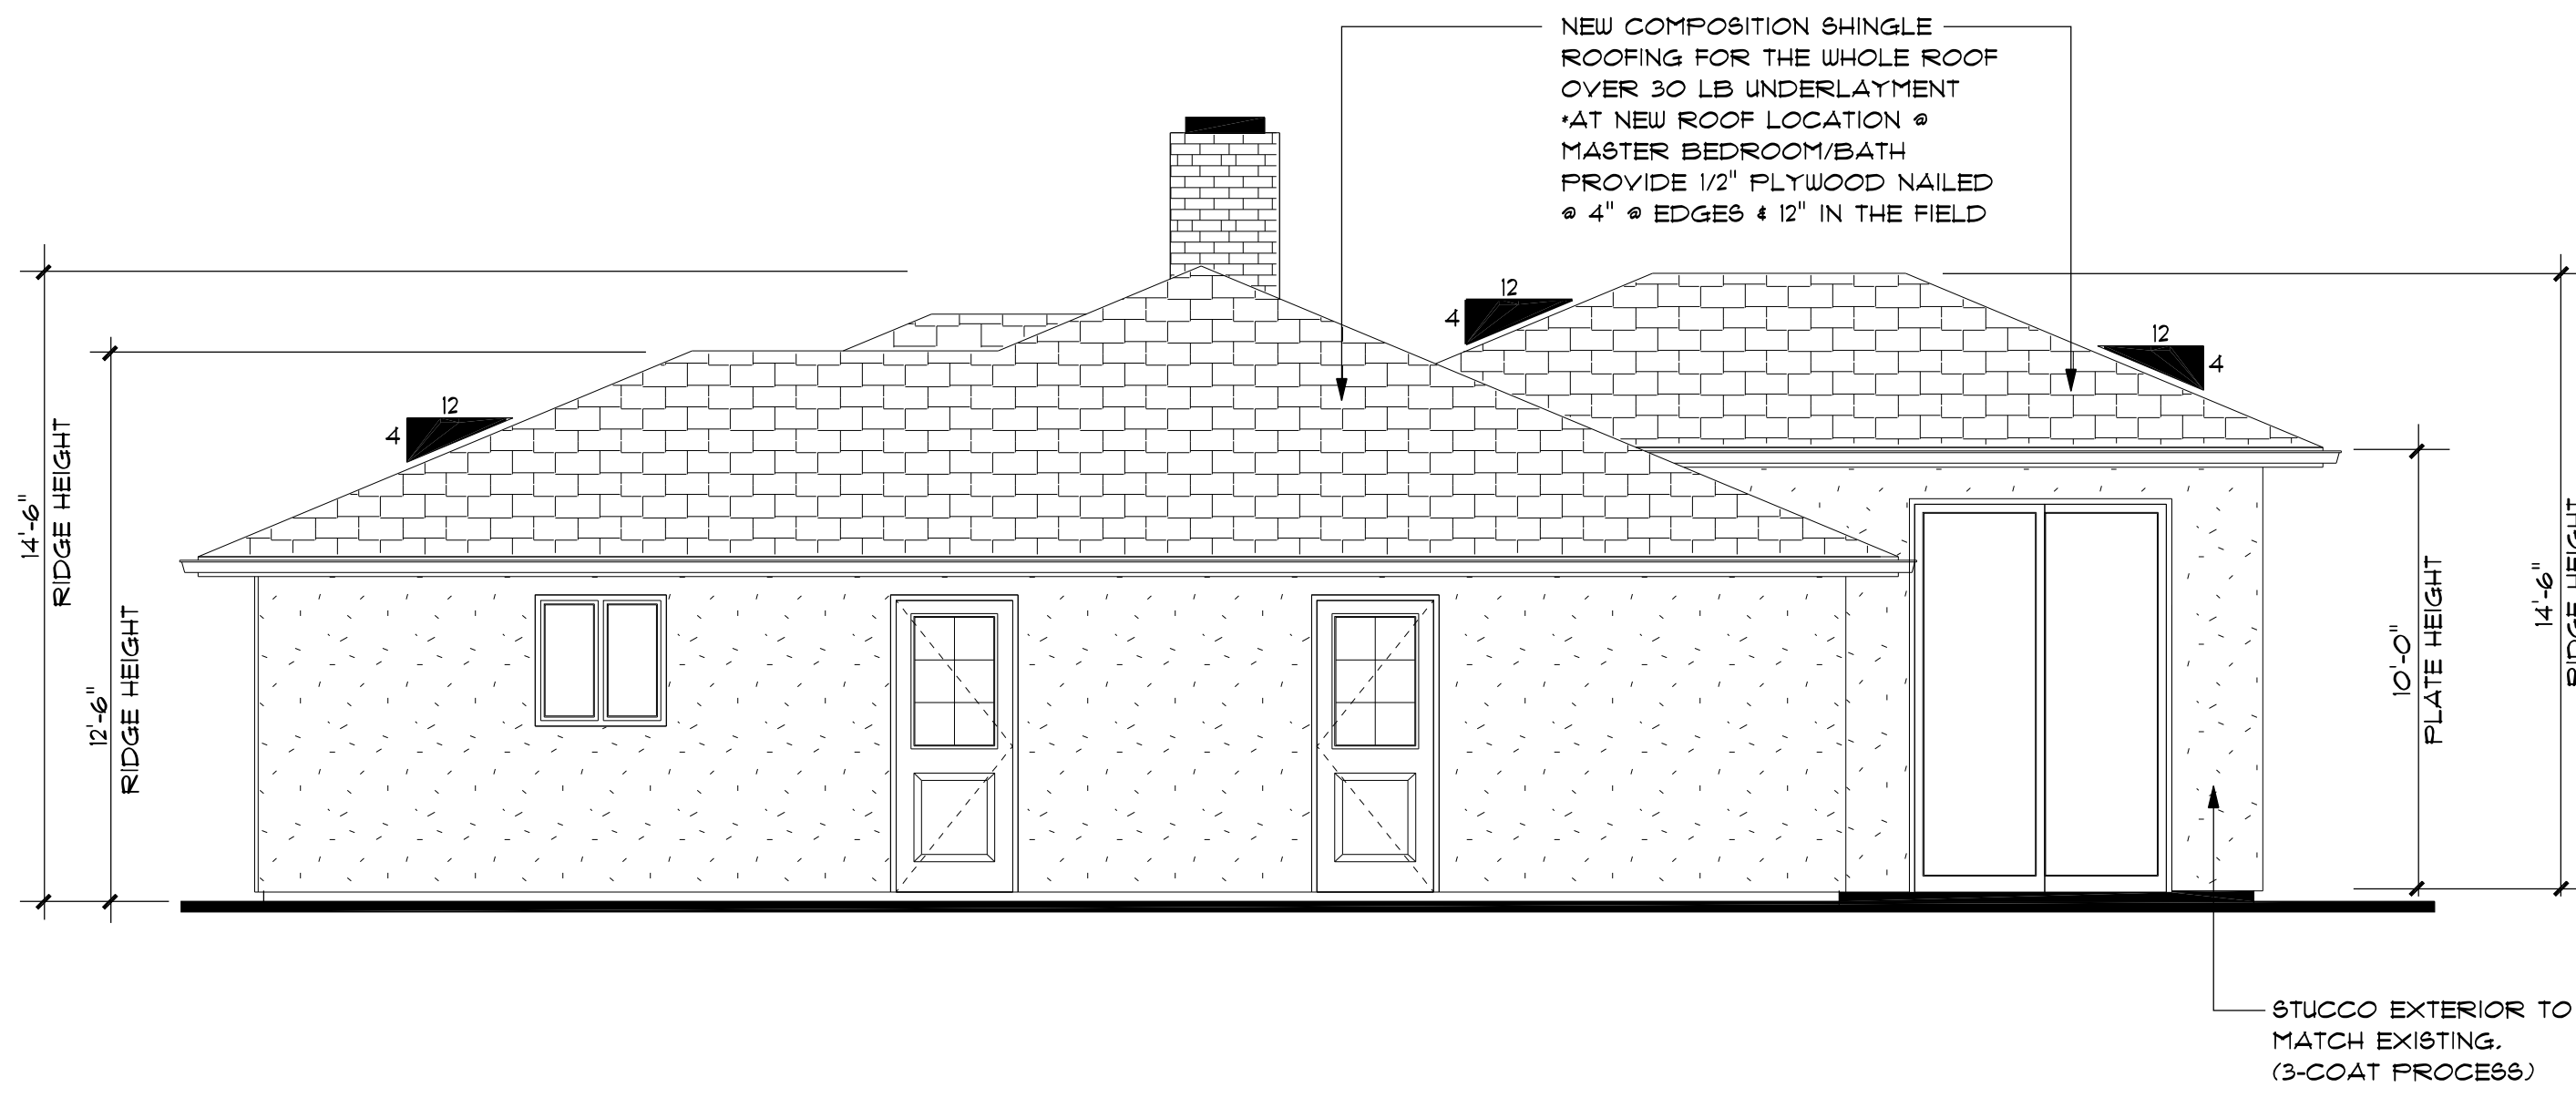 NEW COMPOSITION SHINGLE
ROOFING FOR THE WHOLE ROOF
OVER 30 LB UNDERLAYMENT
*AT NEW ROOF LOCATION @
MASTER BEDROOM/BATH
PROVIDE 1/2" PLYWOOD NAILED
@ 4" @ EDGES & 12" IN THE FIELD
12
4
12
4
12
4
14'-6"
RIDGE HEIGHT
12'-6"
RIDGE HEIGHT
10'-0"
PLATE HEIGHT
14'-6"
RIDGE HEIGHT
STUCCO EXTERIOR TO
MATCH EXISTING.
(3-COAT PROCESS)